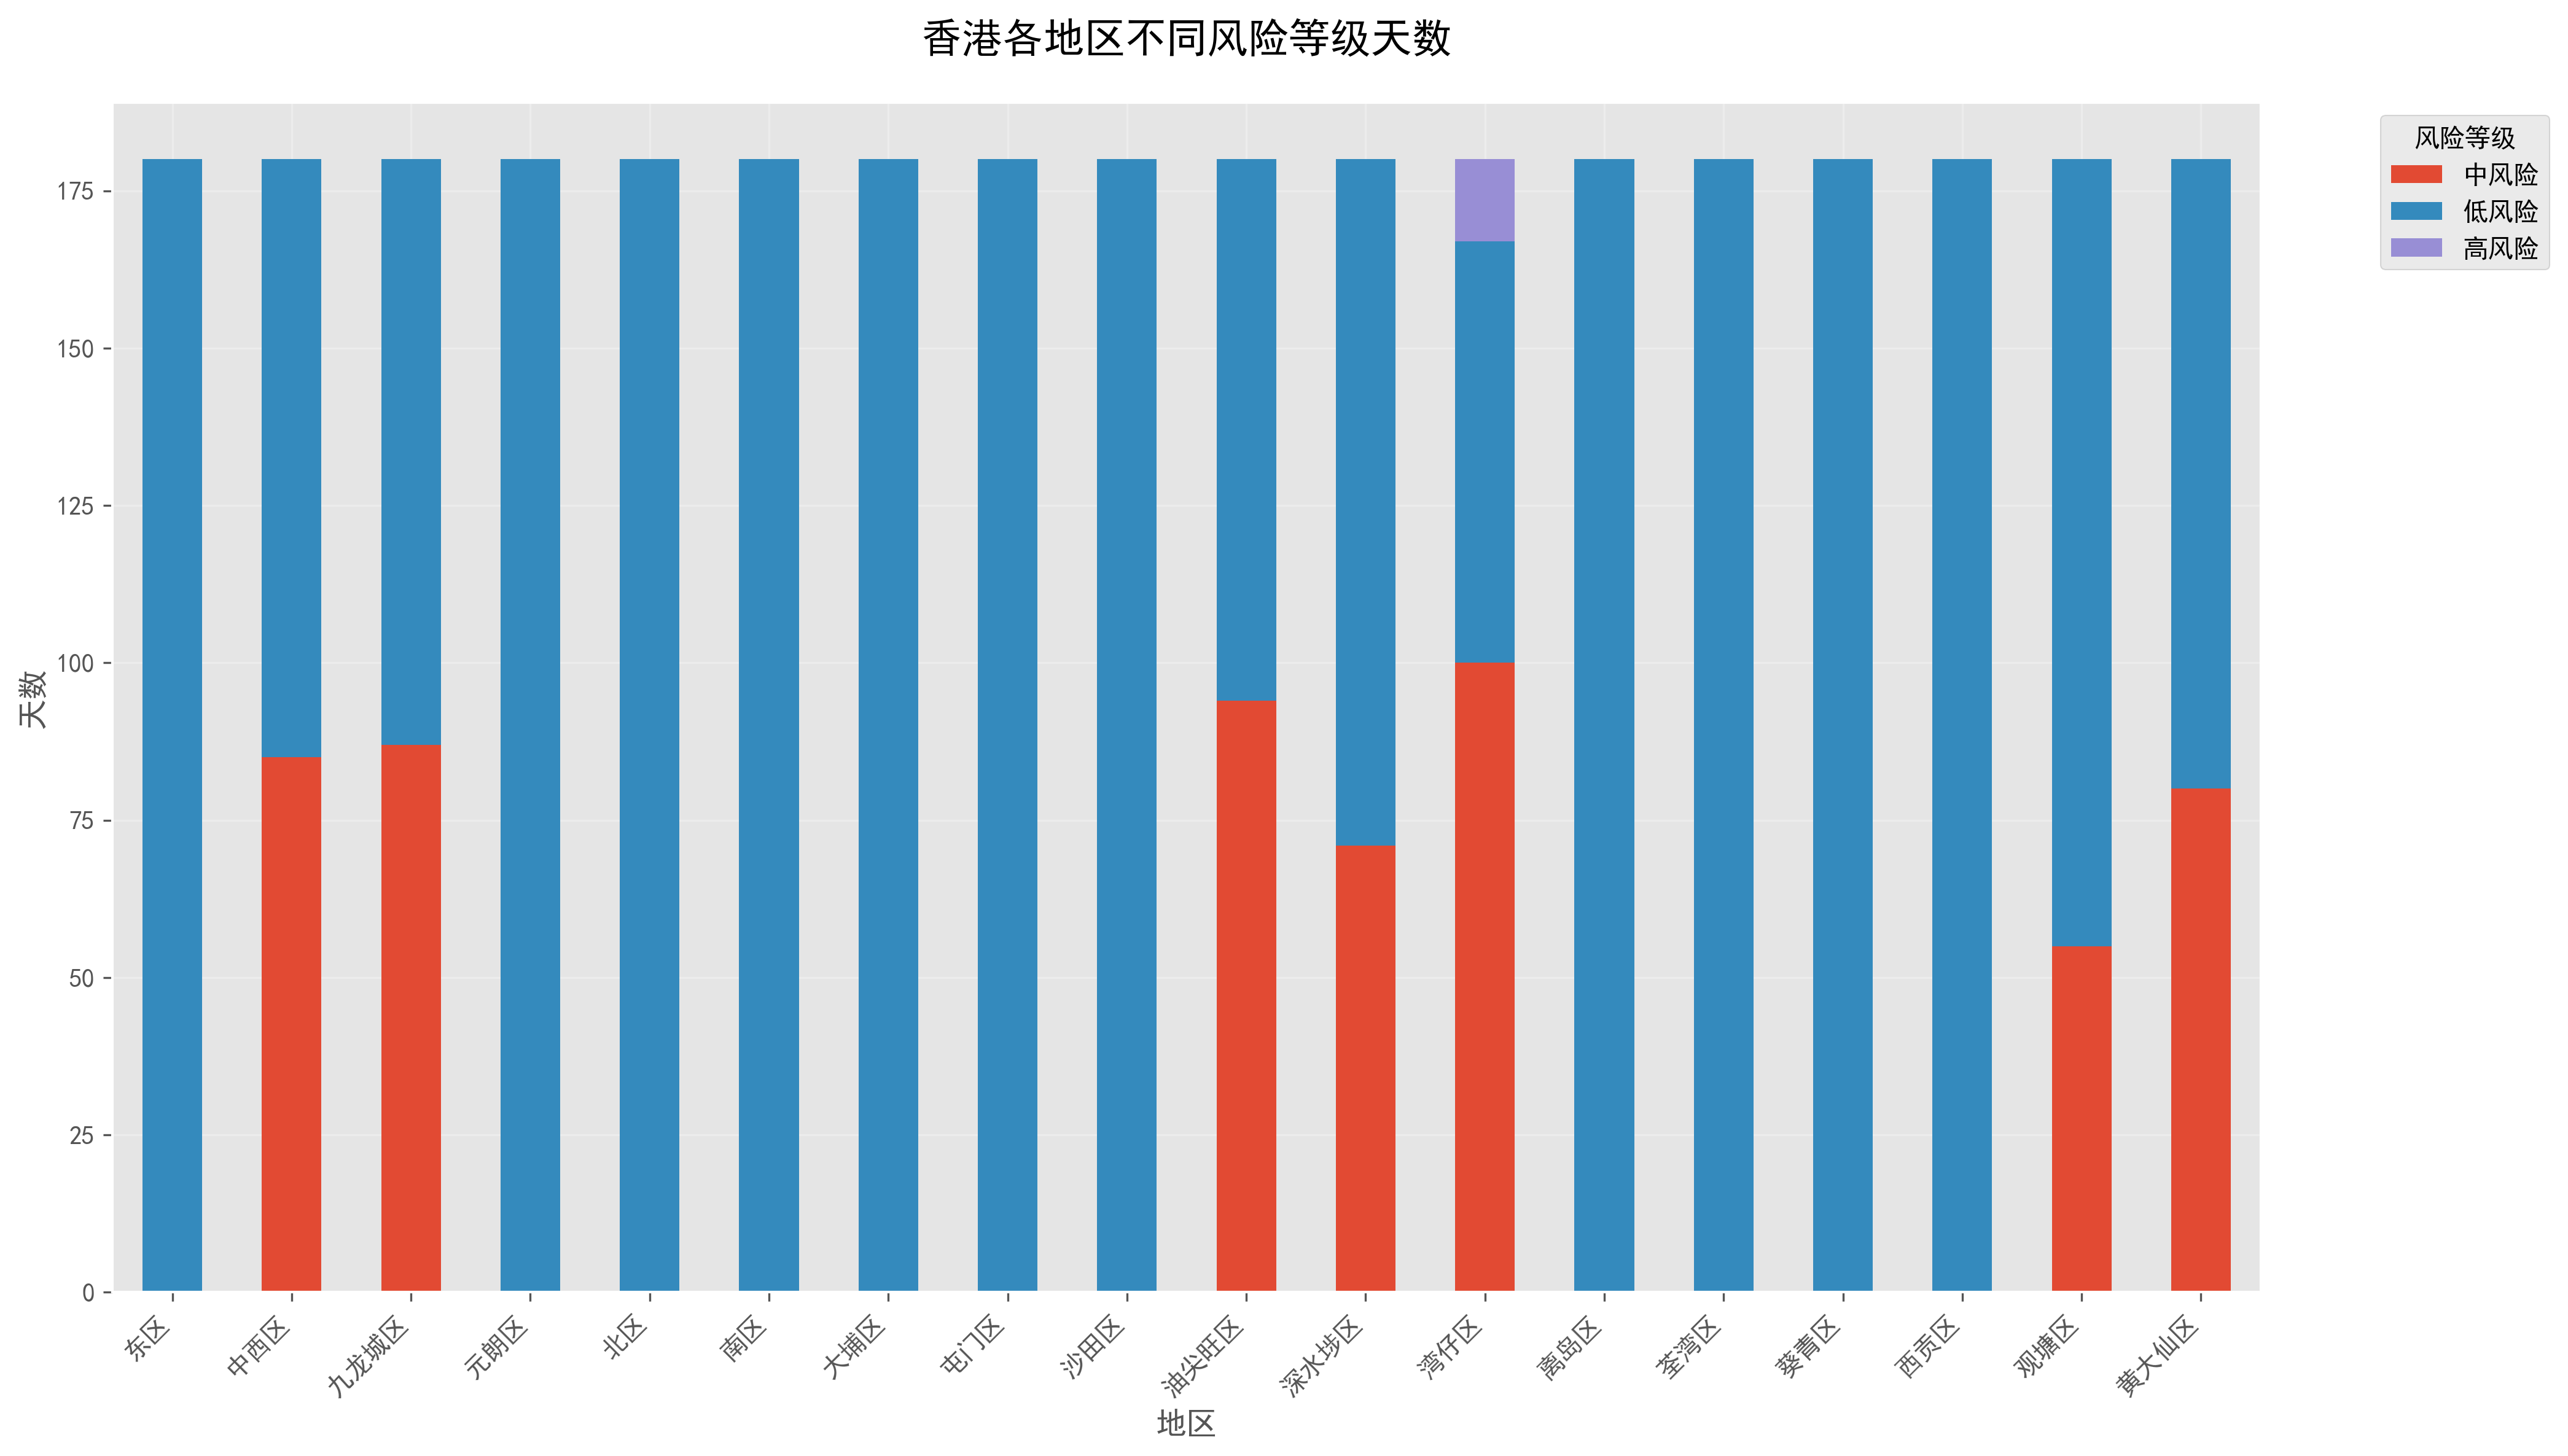 香港各地区不同风险等级天数
风险等级
中风险
低风险
高风险
天数
175
150
125
100
75
50
25
0
东区
中西区
九龙城区
元朗区
北区
南区
大埔区
屯门区
沙田区
油尖旺区
深水埗区
湾仔区
离岛区
荃湾区
葵青区
西贡区
观塘区
黄大仙区
地区